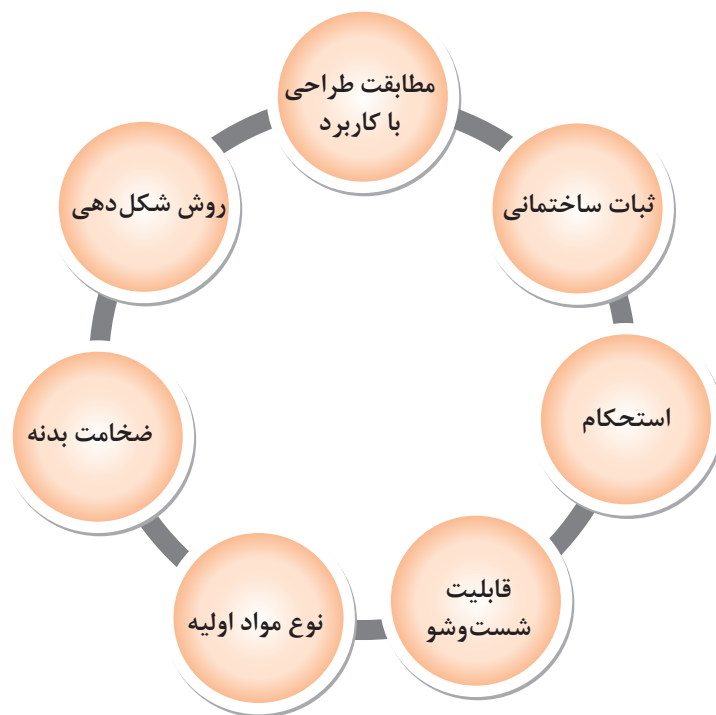 مطابقت طراحی
با کاربرد
ثبات ساختمانی
استحکام
قابلیت
شست‌وشو
نوع مواد اولیه
ضخامت بدنه
روش شکل‌دهی